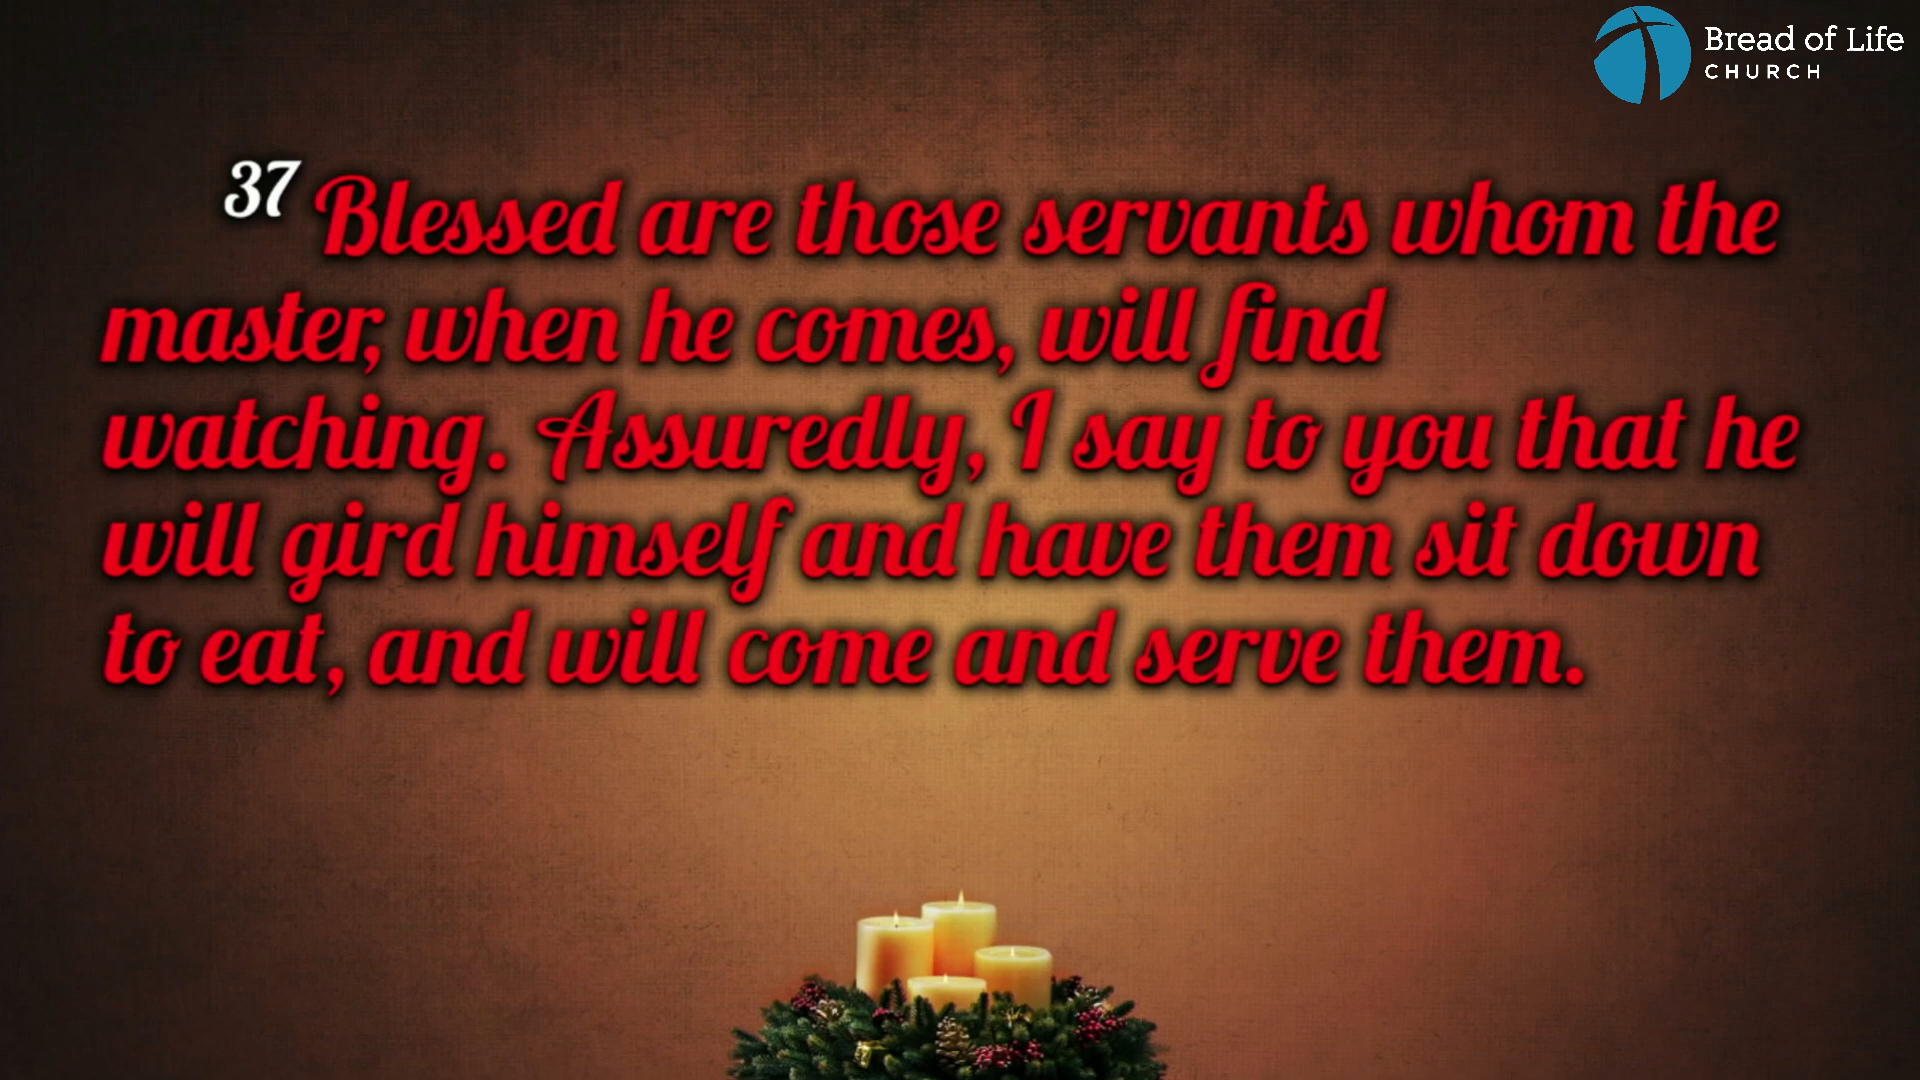 Bread of Life
CHURCH
37 Blessed are those servants whom the
master, when he comes, will find
watching. Assuredly, I say to you that he
will gird himself and have them sit down
to eat, and will come and serve them.